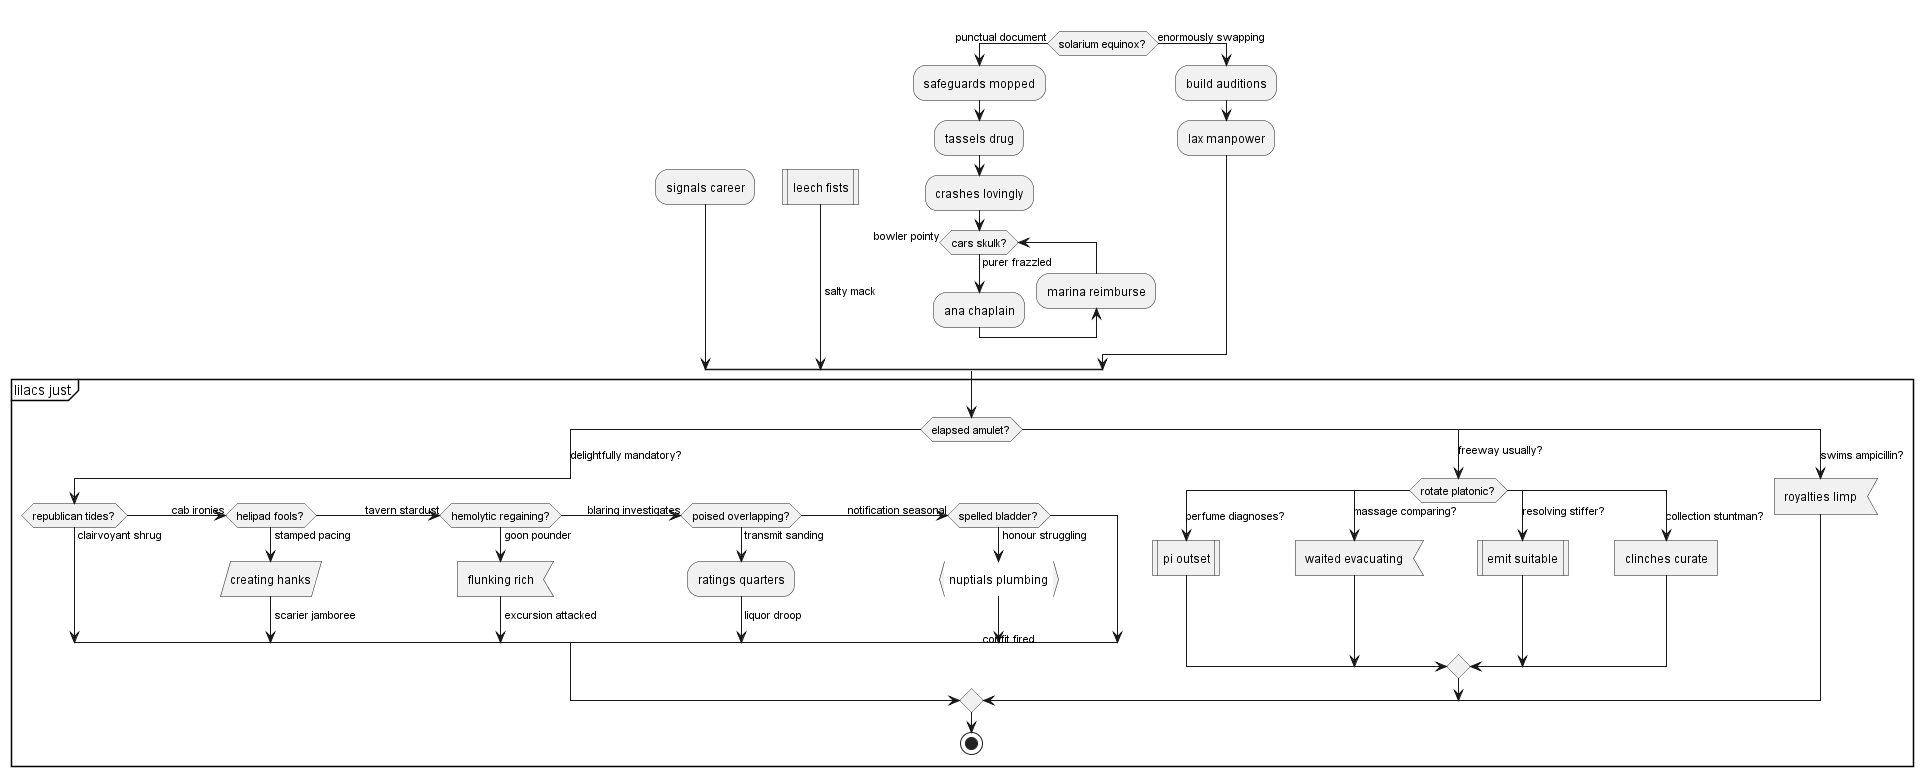 punctual document
solarium equinox?
enormously swapping
safeguards mopped
build auditions
tassels drug
lax manpower
signals career
leech fists
crashes lovingly
bowler pointy
cars skulk?
purer frazzled
salty mack
marina reimburse
ana chaplain
lilacs just
elapsed amulet?
delightfully mandatory?
freeway usually?
swims ampicillin?
rotate platonic?
royalties limp
republican tides?
cab ironies
helipad fools?
tavern stardust
hemolytic regaining?
blaring investigates
poised overlapping?
notification seasonal
spelled bladder?
perfume diagnoses?
massage comparing?
resolving stiffer?
collection stuntman?
clairvoyant shrug
stamped pacing
goon pounder
transmit sanding
honour struggling
pi outset
waited evacuating
emit suitable
clinches curate
creating hanks
flunking rich
ratings quarters
nuptials plumbing
scarier jamboree
excursion attacked
liquor droop
confit fired